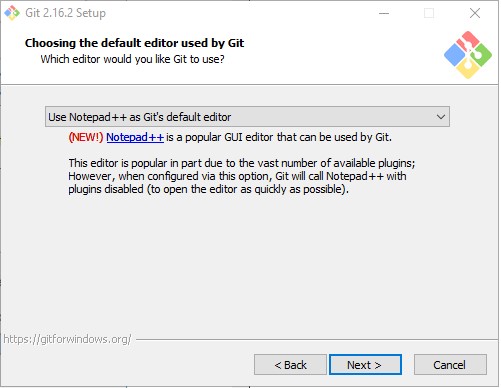 Git 2.16.2 Setup
Choosing the default editor used by Git
Which editor would you like Git to use?
Use Notepad++ as Git's default editor
(NEW!) Notepad++ is a popular GUI editor that can be used by Git.
This editor is popular in part due to the vast number of available plugins;
However, when configured via this option, Git will call Notepad++ with
plugins disabled (to open the editor as quickly as possible).
https://gitforwindows.org/
< Back
Next >
Cancel